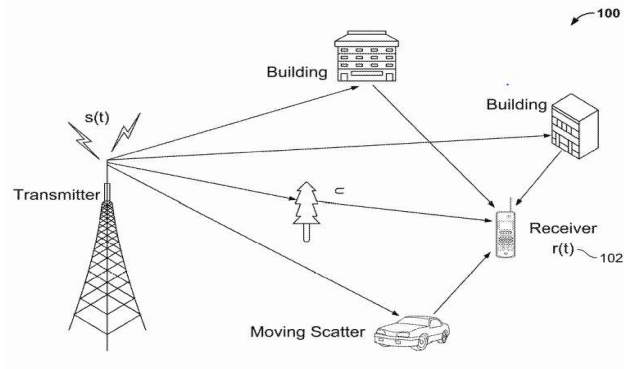 100
Building
Building
s(t)
Transmitter
⊂
Receiver
r(t)
102
Moving Scatter